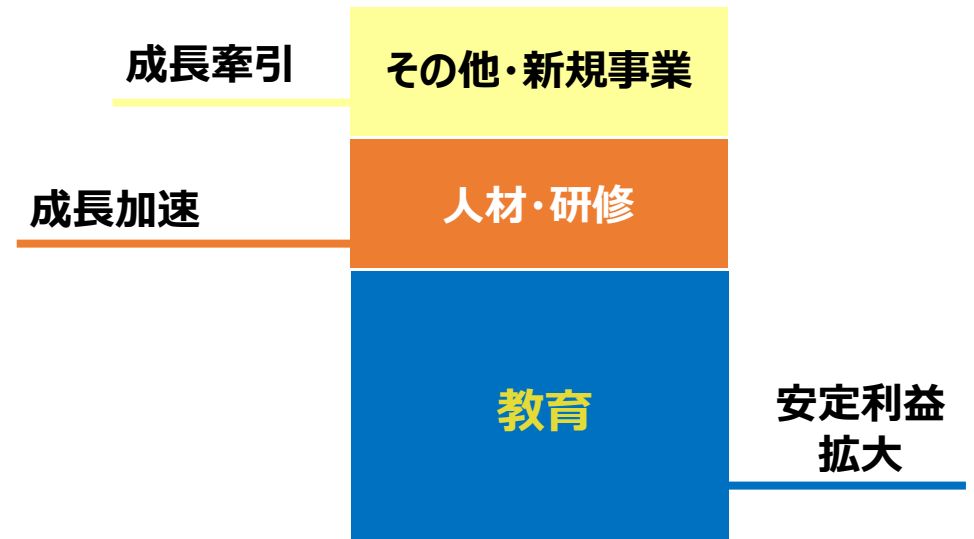 成長牽引
その他・新規事業
成長加速
人材・研修
教育
安定利益
拡大